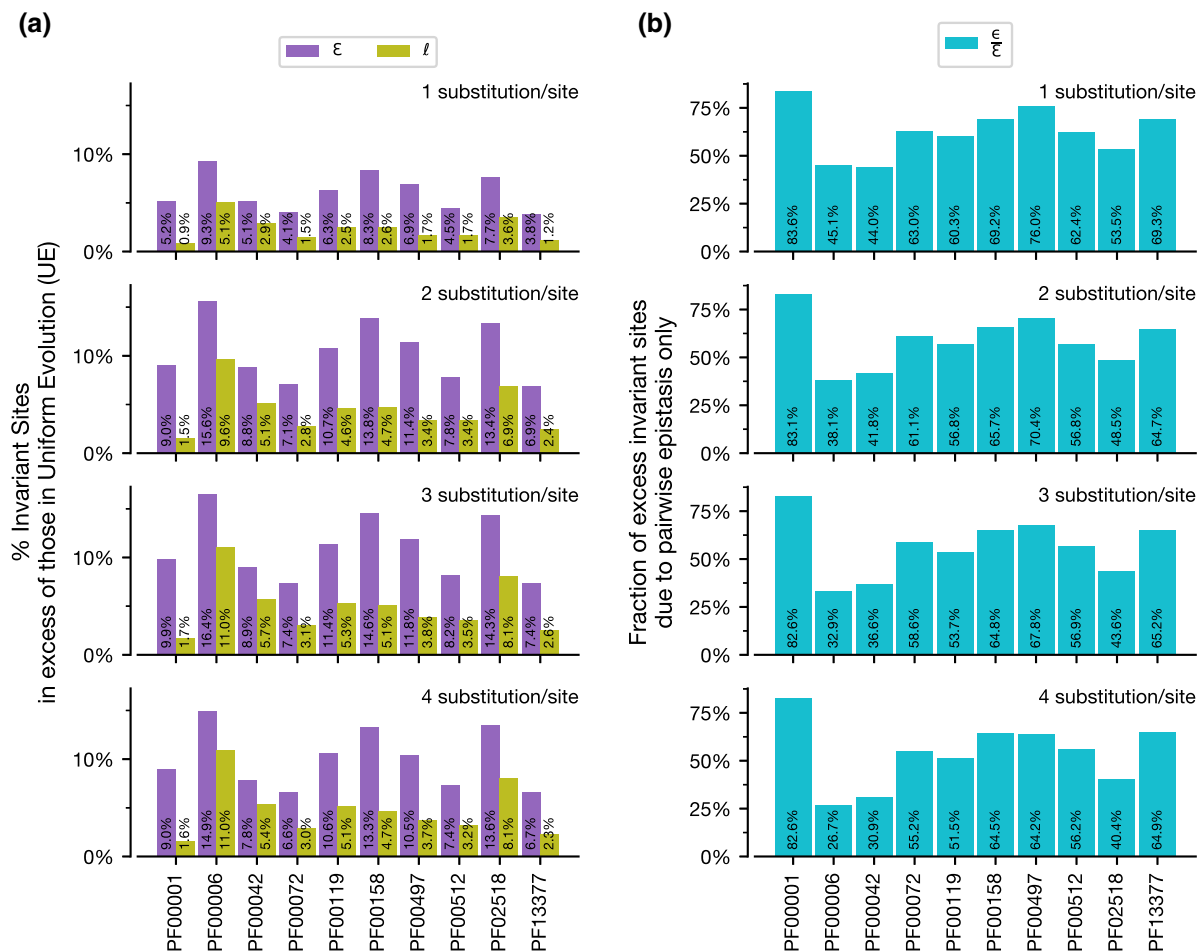 (a)
ℰ ℓ
% Invariant Sites
in excess of those in Uniform Evolution (UE)
1 substitution/site
10%
0%
5.2% 0.9% 9.3% 5.1% 5.1% 2.9% 4.1% 1.5% 6.3% 2.5% 8.3% 2.6% 6.9% 1.7% 4.5% 1.7% 7.7% 3.6% 3.8% 1.2%
2 substitution/site
10%
0%
9.0% 1.5% 15.6% 9.6% 8.8% 5.1% 7.1% 2.8% 10.7% 4.6% 13.8% 4.7% 11.4% 3.4% 7.8% 3.4% 13.4% 6.9% 6.9% 2.4%
3 substitution/site
10%
0%
9.9% 1.7% 16.4% 11.0% 8.9% 5.7% 7.4% 3.1% 11.4% 5.3% 14.6% 5.1% 11.8% 3.8% 8.2% 3.5% 14.3% 8.1% 7.4% 2.6%
4 substitution/site
10%
0%
9.0% 1.6% 14.9% 11.0% 7.8% 5.4% 6.6% 3.0% 10.6% 5.1% 13.3% 4.7% 10.5% 3.7% 7.4% 3.2% 13.6% 8.1% 6.7% 2.3%
PF00001 PF00006 PF00042 PF00072 PF00119 PF00158 PF00497 PF00512 PF02518 PF13377
(b)
ϵ
ℰ
Fraction of excess invariant sites
due to pairwise epistasis only
1 substitution/site
75%
50%
25%
0%
83.6% 45.1% 44.0% 63.0% 60.3% 69.2% 76.0% 62.4% 53.5% 69.3%
2 substitution/site
75%
50%
25%
0%
83.1% 38.1% 41.8% 61.1% 56.8% 65.7% 70.4% 56.8% 48.5% 64.7%
3 substitution/site
75%
50%
25%
0%
82.6% 32.9% 36.6% 58.6% 53.7% 64.8% 67.8% 56.9% 43.6% 65.2%
4 substitution/site
75%
50%
25%
0%
82.6% 26.7% 30.9% 55.2% 51.5% 64.5% 64.2% 56.2% 40.4% 64.9%
PF00001 PF00006 PF00042 PF00072 PF00119 PF00158 PF00497 PF00512 PF02518 PF13377